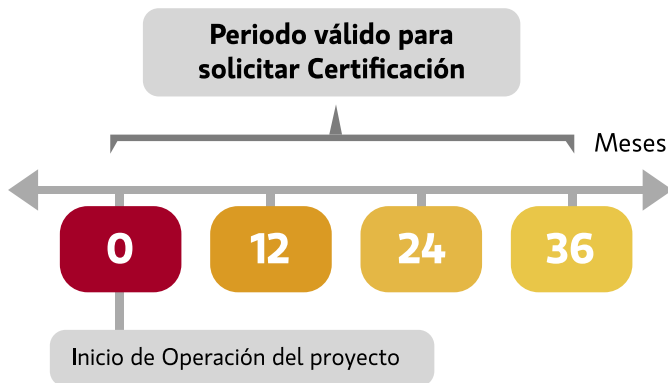 Periodo válido para
solicitar Certificación
Meses
0 12 24 36
Inicio de Operación del proyecto